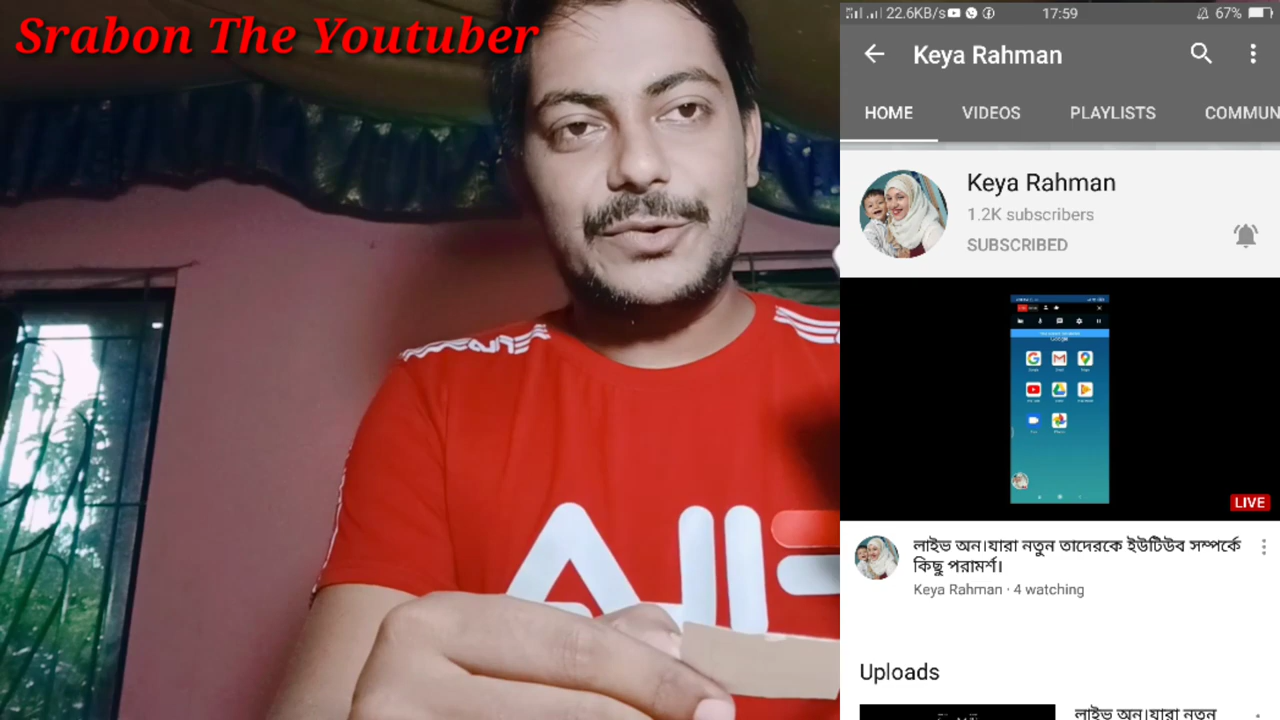 Srabon The Youtuber
22.6KB/s 17:59 67%
Keya Rahman
HOME VIDEOS PLAYLISTS COMMUN
Keya Rahman
1.2K subscribers
SUBSCRIBED
LIVE
লাইভ অন।যারা নতুন তাদেরকে ইউটিউব সম্পর্কে
কিছু পরামর্শ।
Keya Rahman · 4 watching
Uploads
লাইভ অন।যারা নতুন